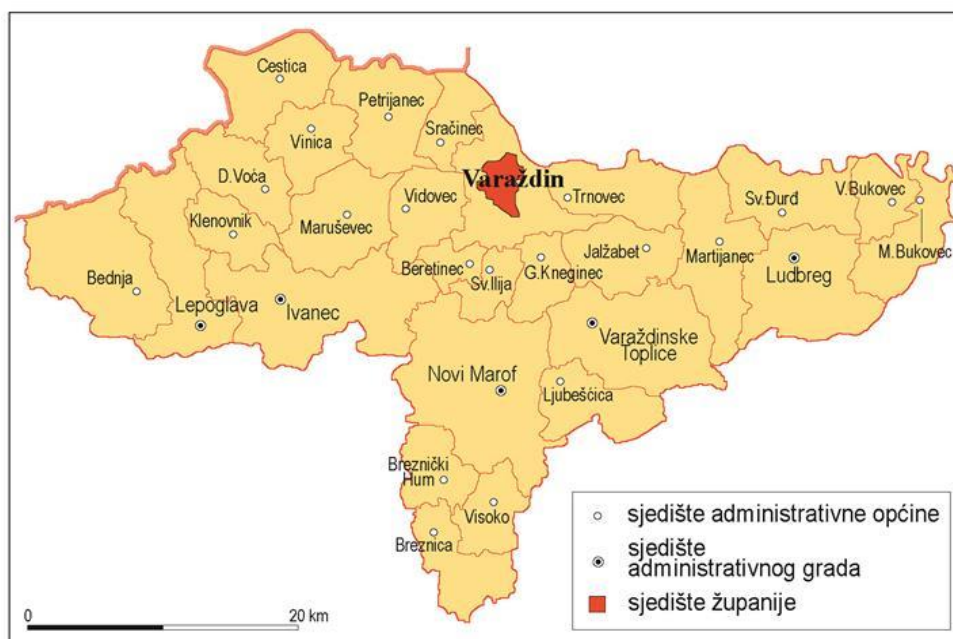 Cestica
Petrijanec
Sračinec
Vinica
D.Voća
Varaždin
Vidovec
Trnovec
V.Bukovec
Sv.Đurđ
Klenovnik
Maruševec
Jalžabet
Martijanec
M.Bukovec
Beretinec
Sv.Ilija
G.Kneginec
Ludbreg
Bednja
Lepoglava
Ivanec
Varaždinske
Toplice
Novi Marof
Ljubešćica
Breznički
Hum
Visoko
Breznica
sjedište administrativne općine
sjedište
administrativnog grada
sjedište županije
0 20 km